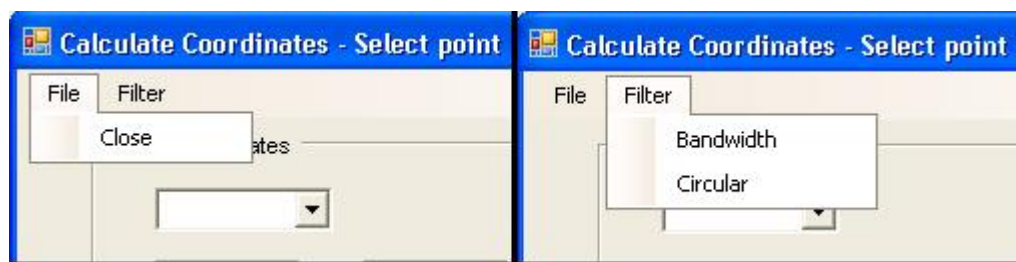 Calculate Coordinates - Select point
File Filter
Close
ates
Calculate Coordinates - Select point
File Filter
Bandwidth
Circular